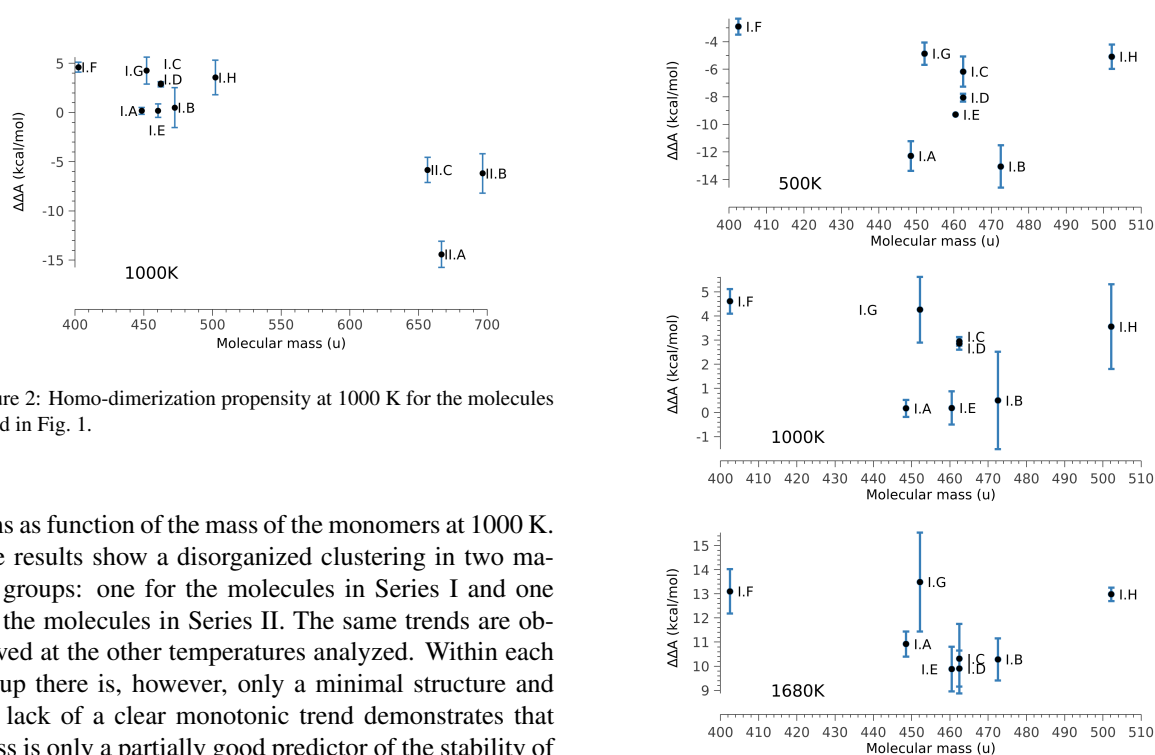 5
0
-5
-10
-15
ΔΔA (kcal/mol)
I.F
I.G
I.C
I.D
I.H
I.A
I.E
I.B
II.C
II.B
II.A
1000K
400 450 500 550 600 650 700
Molecular mass (u)
ure 2: Homo-dimerization propensity at 1000 K for the molecules
d in Fig. 1.
ns as function of the mass of the monomers at 1000 K.
e results show a disorganized clustering in two ma-
groups: one for the molecules in Series I and one
the molecules in Series II. The same trends are ob-
ved at the other temperatures analyzed. Within each
up there is, however, only a minimal structure and
lack of a clear monotonic trend demonstrates that
ss is only a partially good predictor of the stability of
-4
-6
-8
-10
-12
-14
ΔΔA (kcal/mol)
I.F
I.G
I.H
I.C
I.D
I.E
I.A
I.B
500K
400 410 420 430 440 450 460 470 480 490 500 510
Molecular mass (u)
5
4
3
2
1
0
-1
ΔΔA (kcal/mol)
I.F
I.G
I.C
I.D
I.H
I.A
I.E
I.B
1000K
400 410 420 430 440 450 460 470 480 490 500 510
Molecular mass (u)
15
14
13
12
11
10
9
ΔΔA (kcal/mol)
I.F
I.G
I.H
I.A
I.C
I.E
I.D
I.B
1680K
400 410 420 430 440 450 460 470 480 490 500 510
Molecular mass (u)